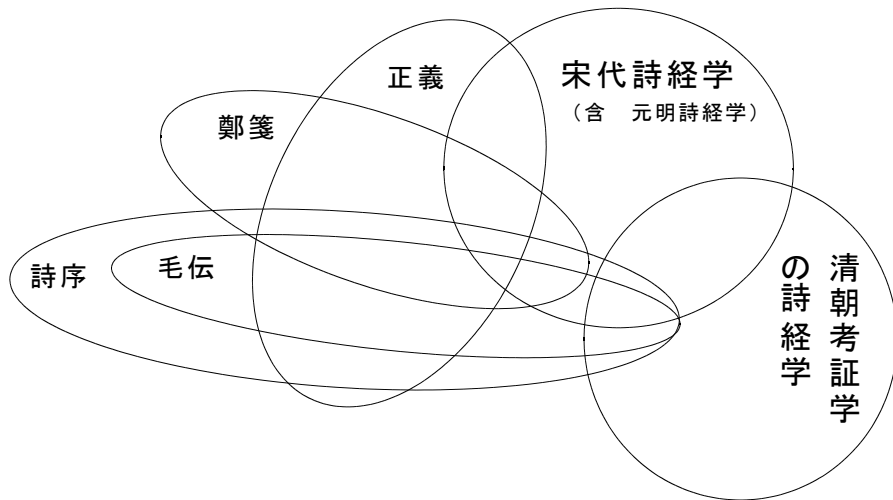 正義
宋代詩経学
（含　元明詩経学）
鄭箋
毛伝
詩序
清朝考証学
の詩経学